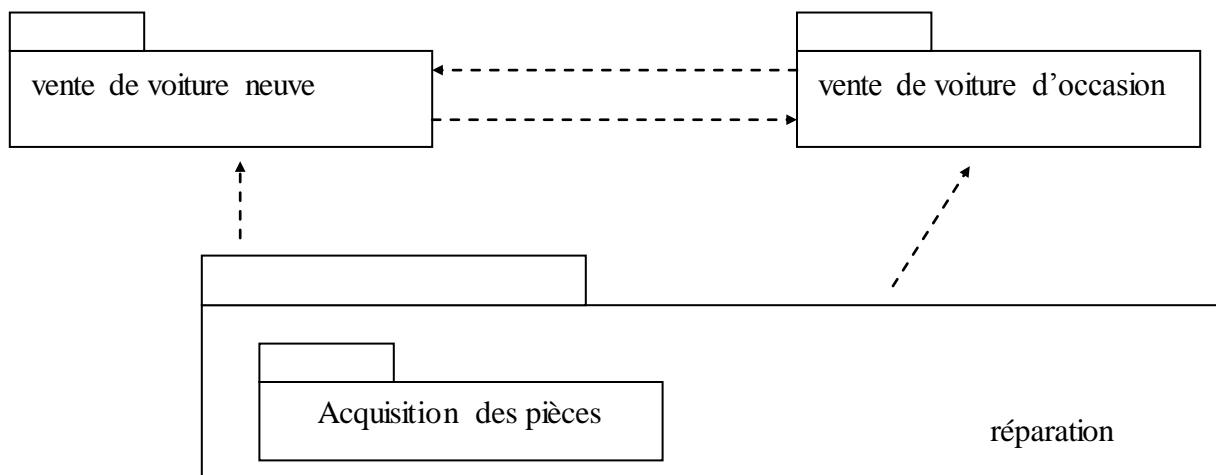 vente de voiture neuve
vente de voiture d’occasion
Acquisition des pièces
réparation